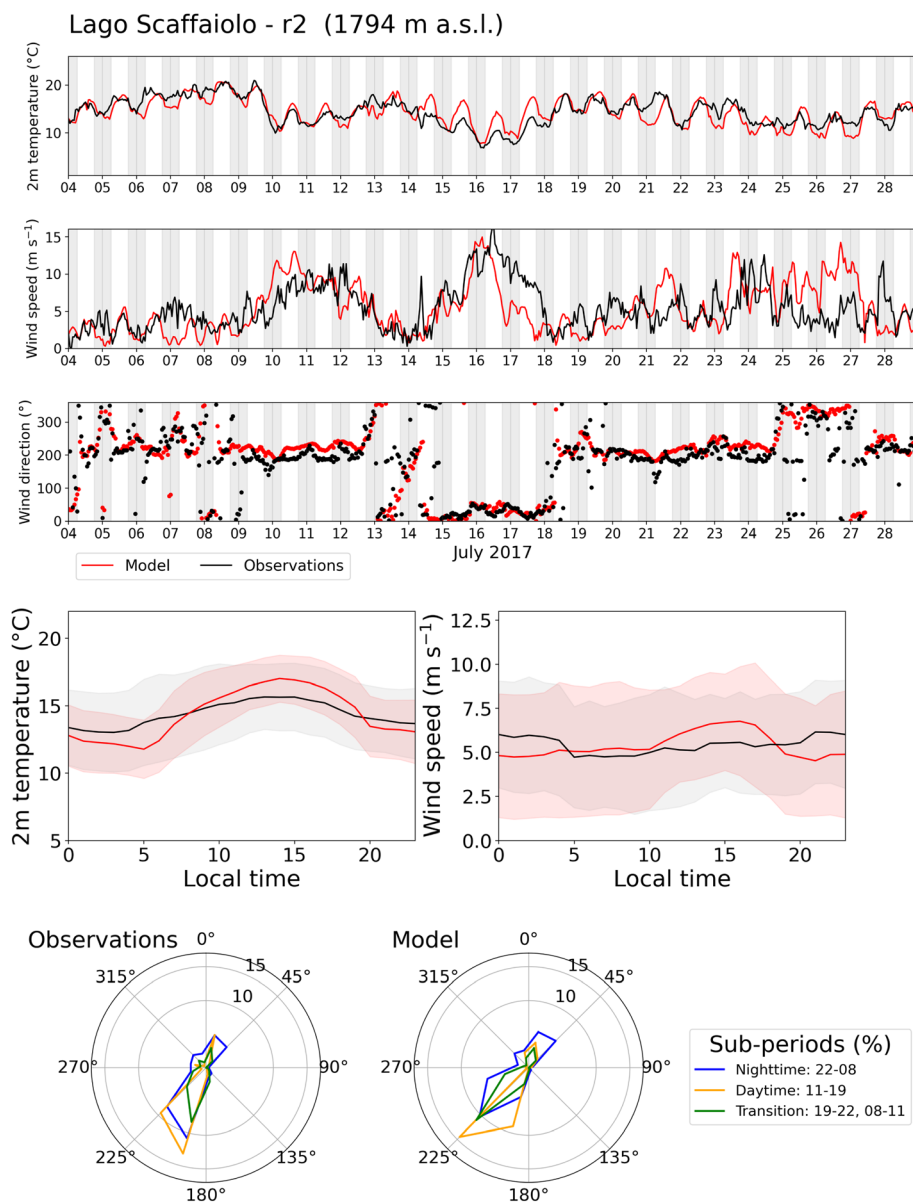 Lago Scaffaiolo - r2 (1794 m a.s.l.)
2m temperature (°C)
20
10
04 05 06 07 08 09 10 11 12 13 14 15 16 17 18 19 20 21 22 23 24 25 26 27 28
Wind speed (m s⁻¹)
15
10
5
0
04 05 06 07 08 09 10 11 12 13 14 15 16 17 18 19 20 21 22 23 24 25 26 27 28
Wind direction (°)
300
200
100
0
04 05 06 07 08 09 10 11 12 13 14 15 16 17 18 19 20 21 22 23 24 25 26 27 28
July 2017
Model Observations
2m temperature (°C)
20
15
10
5
0 5 10 15 20
Local time
Wind speed (m s⁻¹)
12.5
10.0
7.5
5.0
2.5
0.0
0 5 10 15 20
Local time
Observations
0°
45°
90°
135°
180°
225°
270°
315°
10
15
Model
0°
45°
90°
135°
180°
225°
270°
315°
10
15
Sub-periods (%)
Nighttime: 22-08
Daytime: 11-19
Transition: 19-22, 08-11